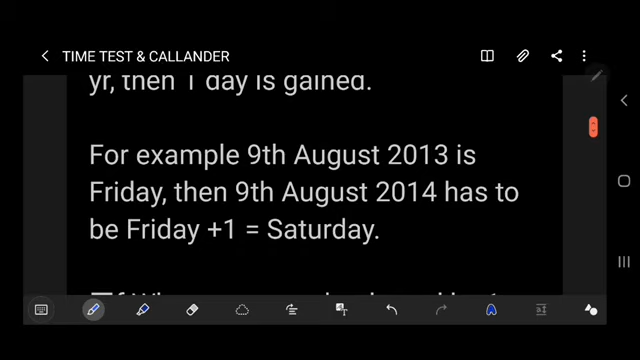 TIME TEST & CALLANDER
yr, then 1 day is gained.
For example 9th August 2013 is
Friday, then 9th August 2014 has to
be Friday +1 = Saturday.